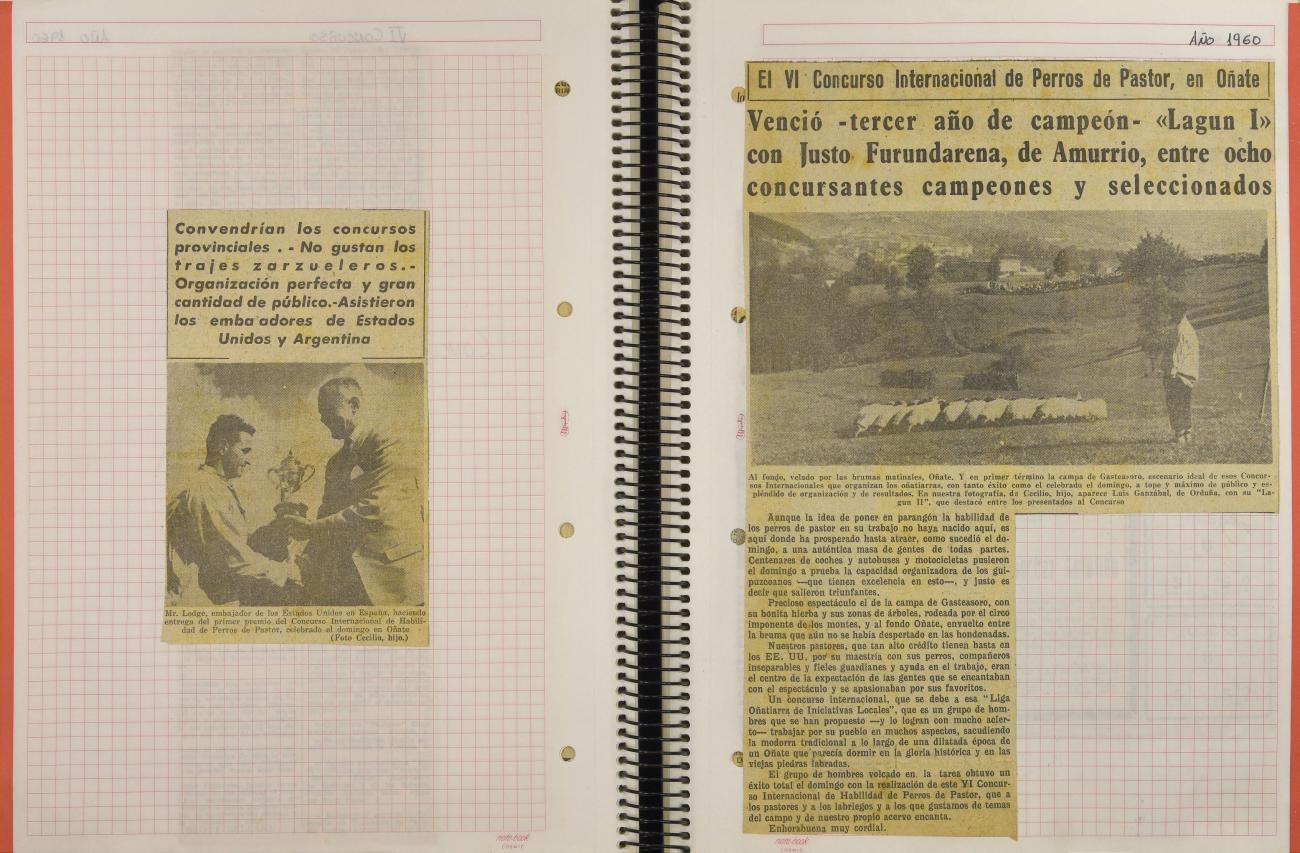 Convendrían los concursos
provinciales . - No gustan los
trajes zarzueleros.-
Organización perfecta y gran
cantidad de público.-Asistieron
los emba adores de Estados
Unidos y Argentina
Mr. Lodge, embajador de los Estados Unidos en España, haciendo
entrega del primer premio del Concurso Internacional de Habili-
dad de Perros de Pastor, celebrado el domingo en Oñate
(Foto Cecilio, hijo.)
note-book
Año 1960
El VI Concurso Internacional de Perros de Pastor, en Oñate
Venció -tercer año de campeón- «Lagun I»
con Justo Furundarena, de Amurrio, entre ocho
concursantes campeones y seleccionados
Al fondo, velado por las brumas matinales, Oñate. Y en primer término la campa de Gasteasoro, escenario ideal de esos Concur-
sos Internacionales que organizan los oñatiarras, con tanto éxito como el celebrado el domingo, a tope y máximo de público y es-
pléndido de organización y de resultados. En nuestra fotografía, de Cecilio, hijo, aparece Luis Ganzábal, de Orduña, con su "La-
gun II", que destacó entre los presentados al Concurso
Aunque la idea de poner en parangón la habilidad de
los perros de pastor en su trabajo no haya nacido aquí, es
aquí donde ha prosperado hasta atraer, como sucedió el do-
mingo, a una auténtica masa de gentes de todas partes.
Centenares de coches y autobuses y motocicletas pusieron
el domingo a prueba la capacidad organizadora de los gui-
puzcoanos —que tienen excelencia en esto—, y justo es
decir que salieron triunfantes.
Precioso espectáculo el de la campa de Gasteasoro, con
su bonita hierba y sus zonas de árboles, rodeada por el circo
imponente de los montes, y al fondo Oñate, envuelto entre
la bruma que aún no se había despertado en las hondonadas.
Nuestros pastores, que tan alto crédito tienen hasta en
los EE. UU. por su maestría con sus perros, compañeros
inseparables y fieles guardianes y ayuda en el trabajo, eran
el centro de la expectación de las gentes que se encantaban
con el espectáculo y se apasionaban por sus favoritos.
Un concurso internacional, que se debe a esa "Liga
Oñatiarra de Iniciativas Locales", que es un grupo de hom-
bres que se han propuesto —y lo logran con mucho acier-
to— trabajar por su pueblo en muchos aspectos, sacudiendo
la modorra tradicional a lo largo de una dilatada época de
un Oñate que parecía dormir en la gloria histórica y en las
viejas piedras labradas.
El grupo de hombres volcado en la tarea obtuvo un
éxito total el domingo con la realización de este VI Concur-
so Internacional de Habilidad de Perros de Pastor, que a
los pastores y a los labriegos y a los que gustamos de temas
del campo y de nuestro propio acervo encanta.
Enhorabuena muy cordial.
note-book